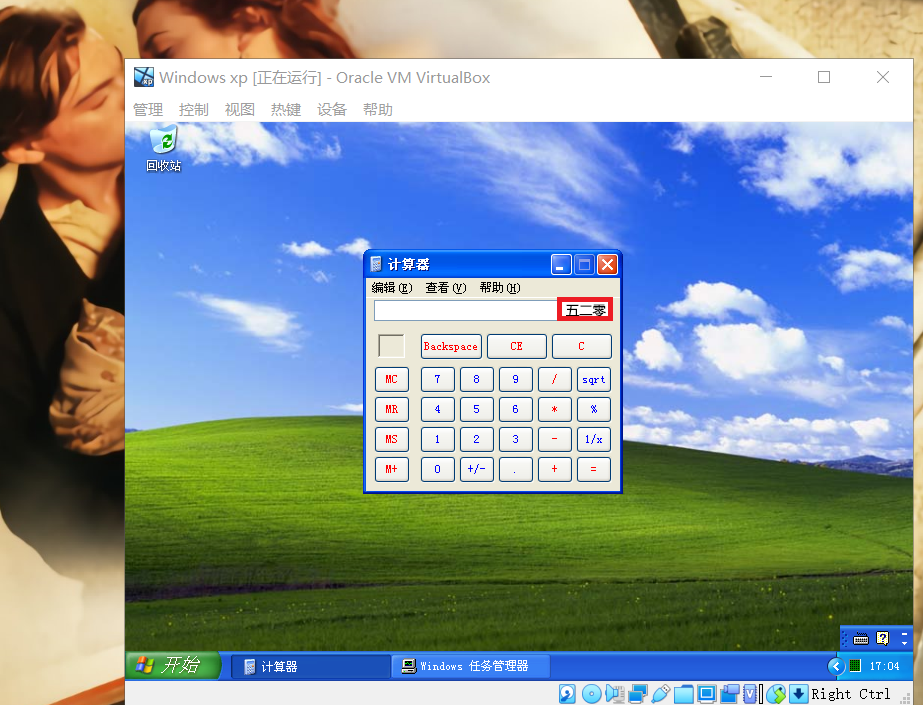 Windows xp [正在运行] - Oracle VM VirtualBox
管理 控制 视图 热键 设备 帮助
回收站
计算器
编辑(E) 查看(V) 帮助(H)
五二零
Backspace CE C
MC 7 8 9 / sqrt
MR 4 5 6 * %
MS 1 2 3 - 1/x
M+ 0 +/- . + =
开始 计算器 Windows 任务管理器 17:04
Right Ctrl